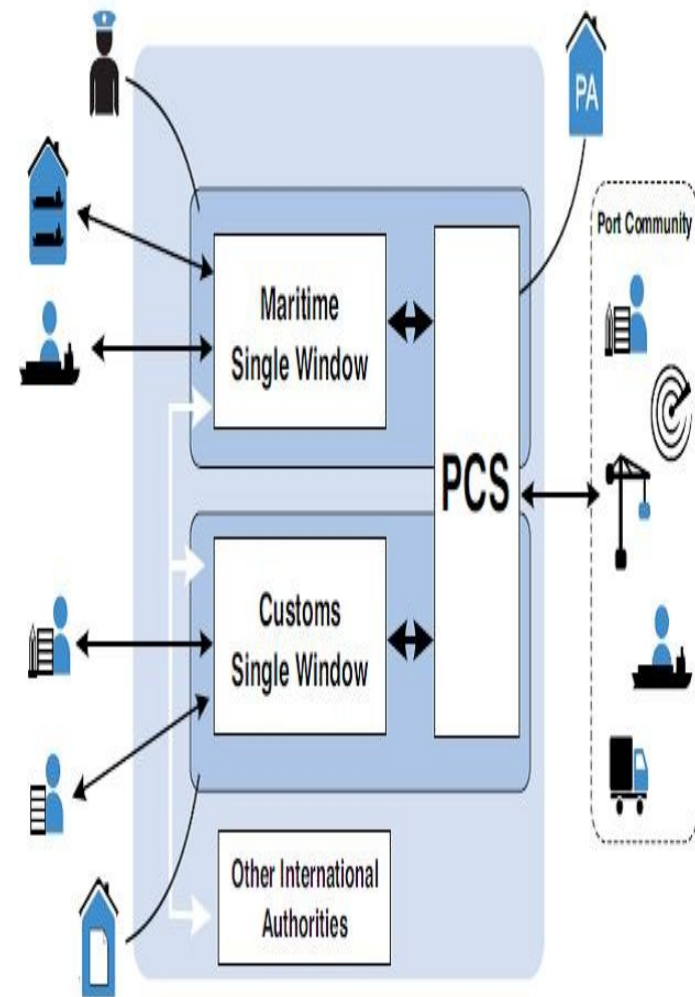 PA
Port Community
Maritime
Single Window
PCS
Customs
Single Window
Other International
Authorities